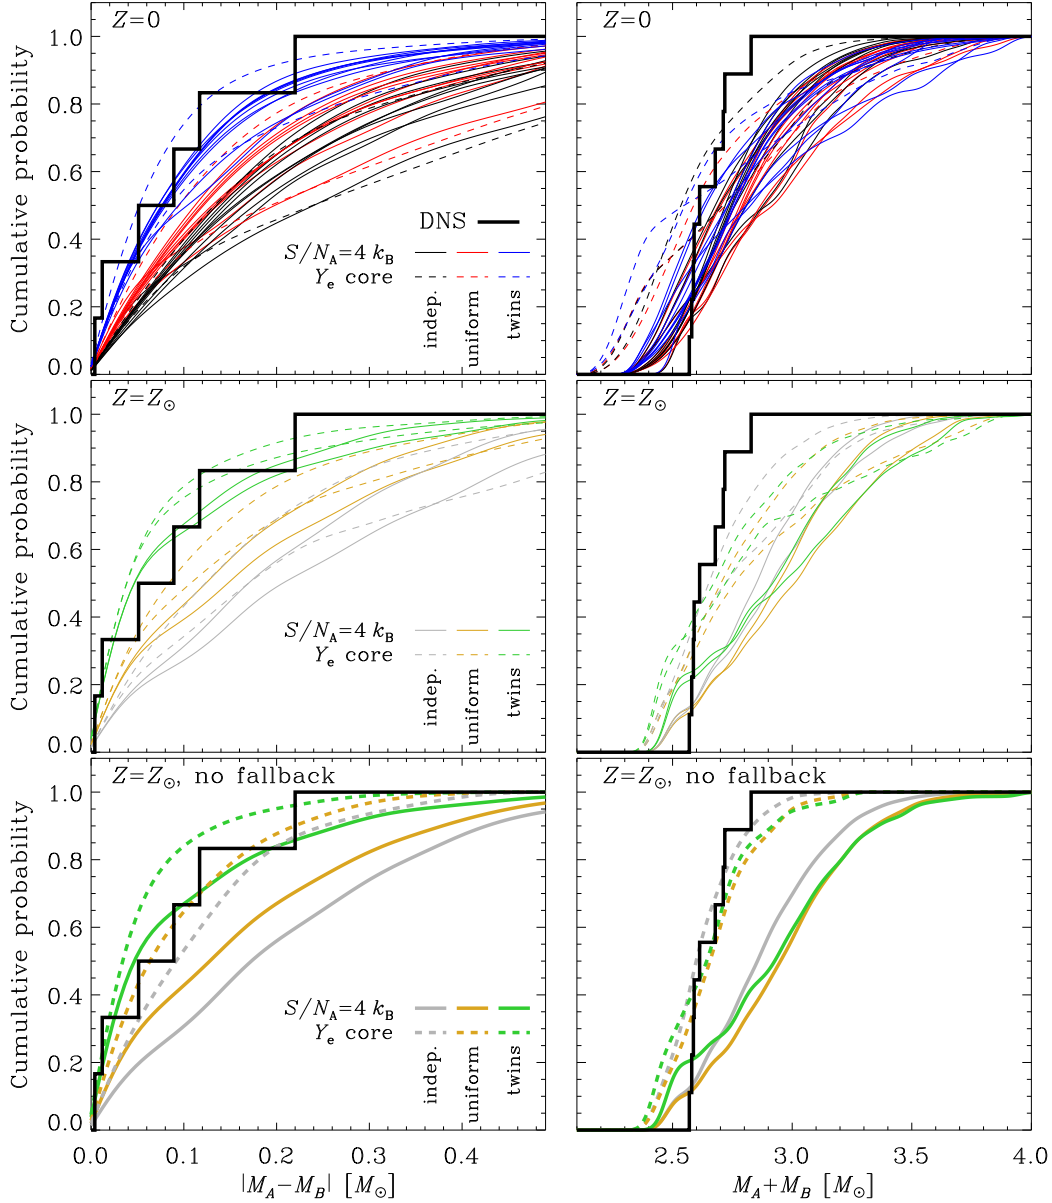 Z=0
Z=0
Cumulative probability
1.0
0.8
0.6
0.4
0.2
0.0
DNS
S/N_A=4 k_B
Y_e core
indep.
uniform
twins
Z=Z_⊙
Z=Z_⊙
Cumulative probability
1.0
0.8
0.6
0.4
0.2
0.0
S/N_A=4 k_B
Y_e core
indep.
uniform
twins
Z=Z_⊙, no fallback
Z=Z_⊙, no fallback
Cumulative probability
1.0
0.8
0.6
0.4
0.2
0.0
S/N_A=4 k_B
Y_e core
indep.
uniform
twins
0.0 0.1 0.2 0.3 0.4
2.5 3.0 3.5 4.0
|M_A−M_B| [M_⊙]
M_A+M_B [M_⊙]